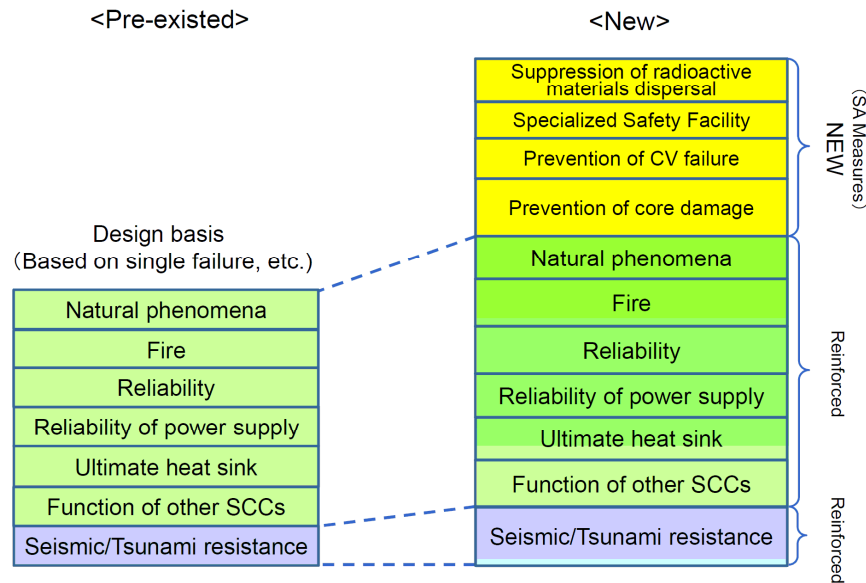 <Pre-existed>
Design basis
（Based on single failure, etc.）
Natural phenomena
Fire
Reliability
Reliability of power supply
Ultimate heat sink
Function of other SCCs
Seismic/Tsunami resistance
<New>
Suppression of radioactive
materials dispersal
Specialized Safety Facility
Prevention of CV failure
Prevention of core damage
Natural phenomena
Fire
Reliability
Reliability of power supply
Ultimate heat sink
Function of other SCCs
Seismic/Tsunami resistance
（SA Measures）
NEW
Reinforced
Reinforced